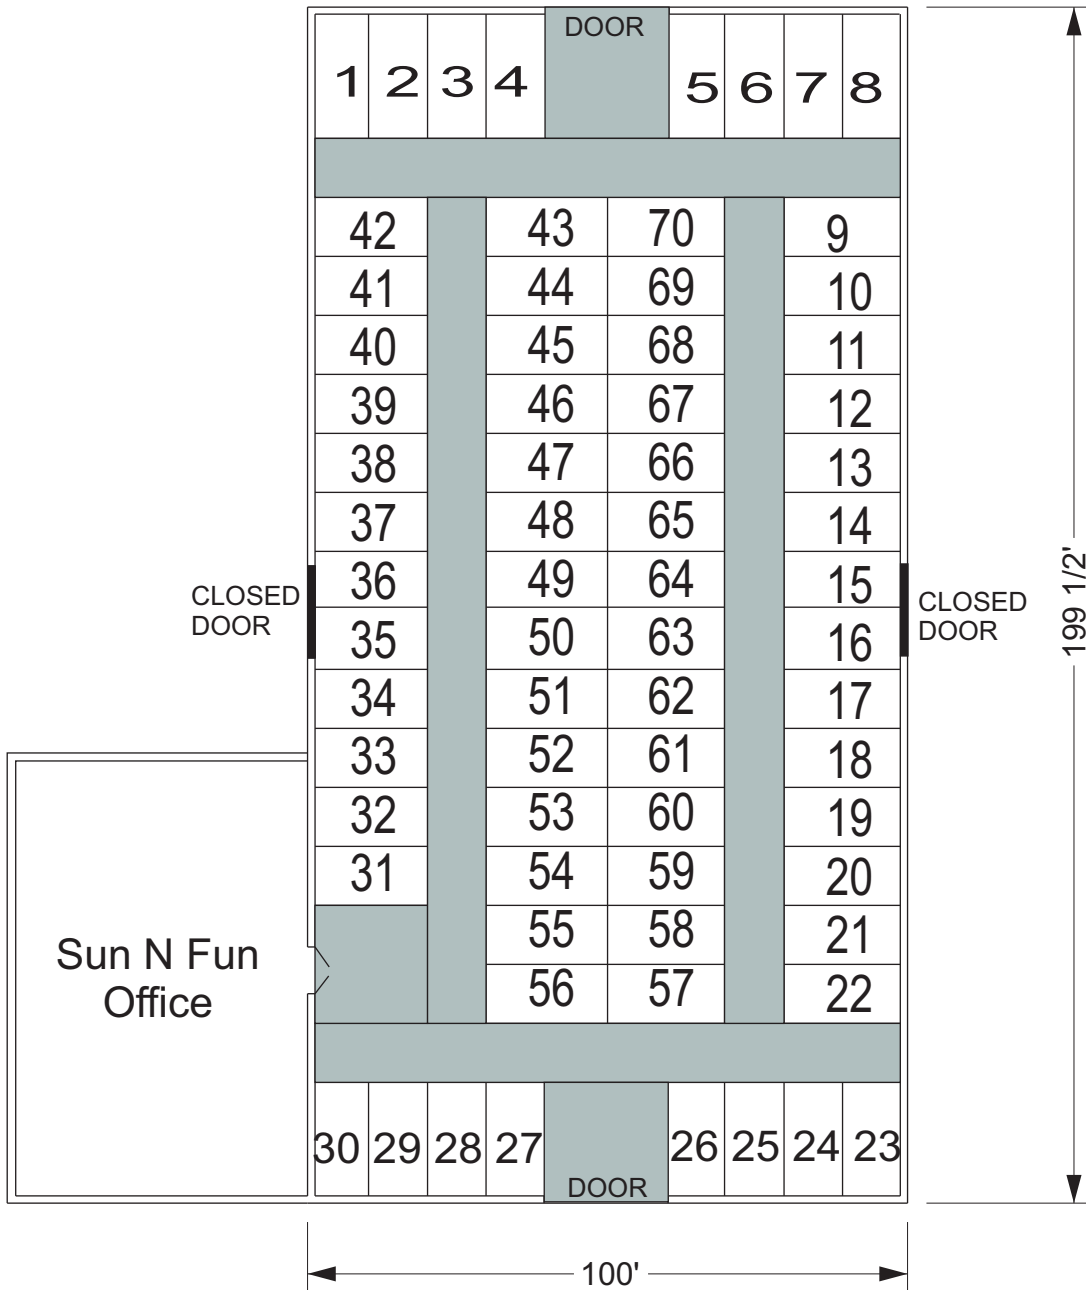 DOOR
1 2 3 4 5 6 7 8
42 43 70 9
41 44 69 10
40 45 68 11
39 46 67 12
38 47 66 13
37 48 65 14
36 49 64 15
CLOSED
DOOR
CLOSED
DOOR
199 1/2'
35 50 63 16
34 51 62 17
33 52 61 18
32 53 60 19
31 54 59 20
55 58 21
56 57 22
Sun N Fun
Office
30 29 28 27 26 25 24 23
DOOR
100'